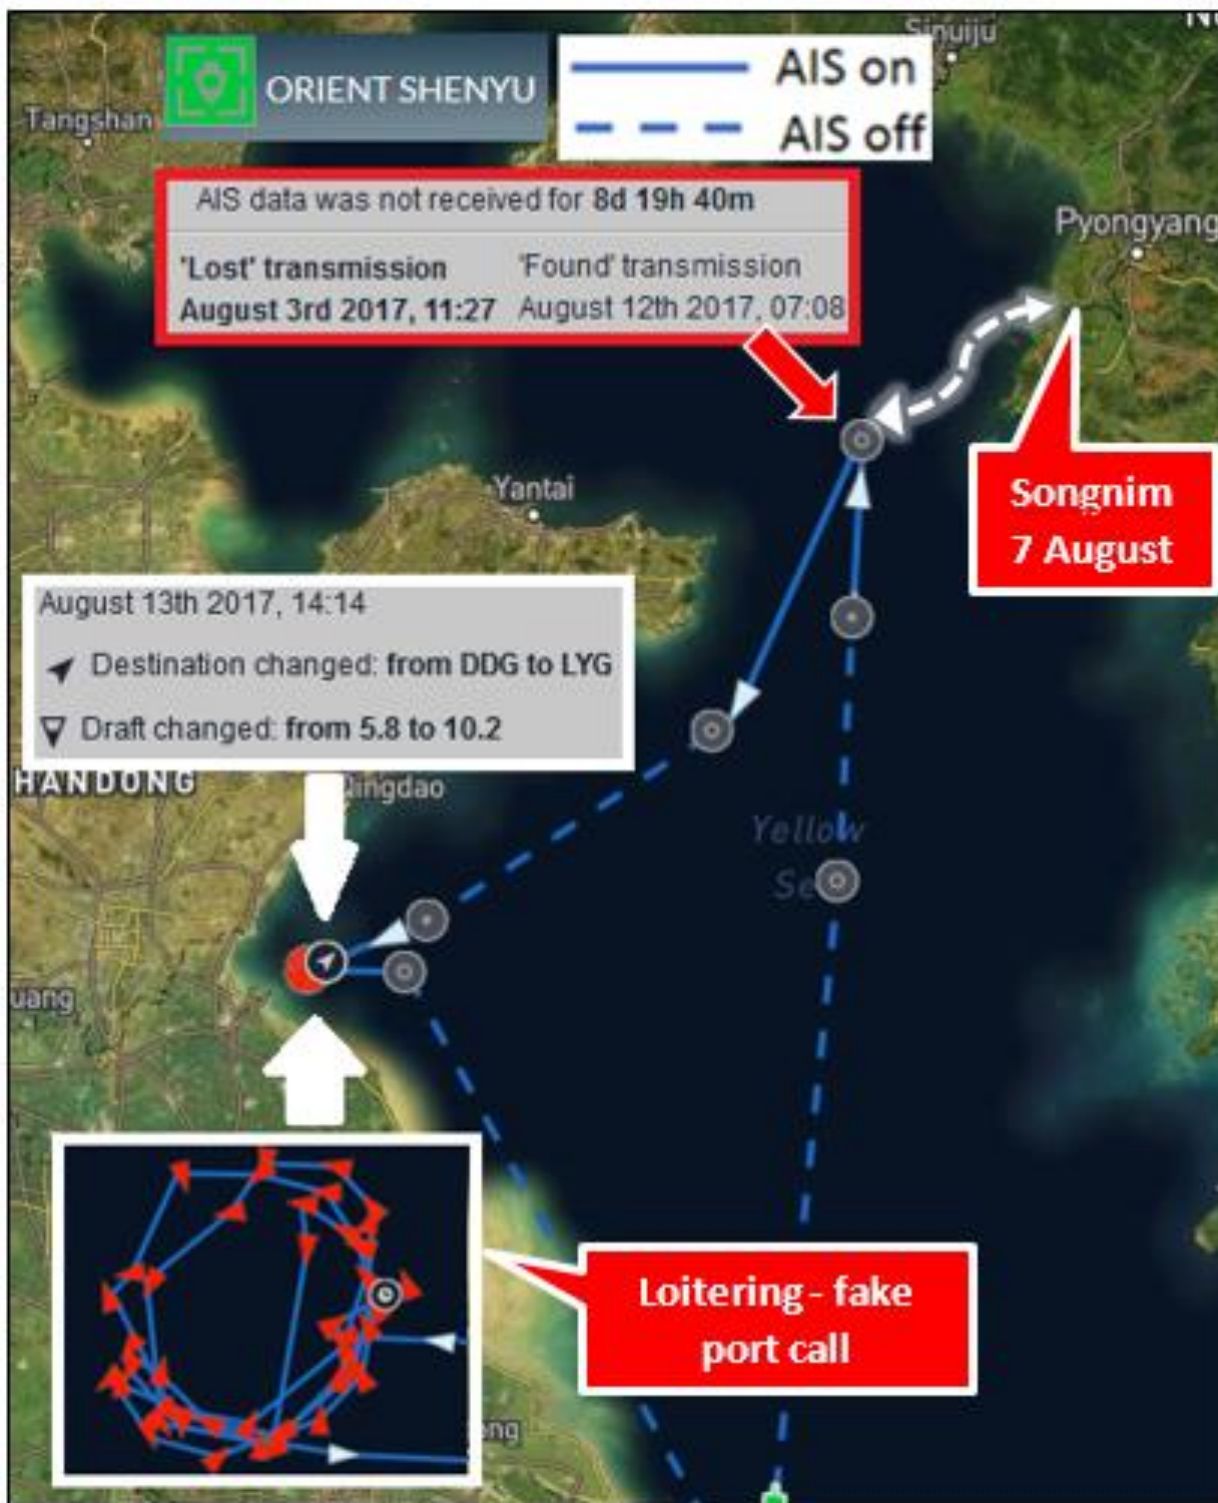 Sinuiju
ORIENT SHENYU
AIS on
AIS off
Tangshan
AIS data was not received for 8d 19h 40m
'Lost' transmission
August 3rd 2017, 11:27
'Found' transmission
August 12th 2017, 07:08
Pyongyang
Songnim
7 August
Yantai
August 13th 2017, 14:14
Destination changed: from DDG to LYG
Draft changed: from 5.8 to 10.2
HANDONG
Qingdao
Yellow
Se
uang
Loitering - fake
port call
ong